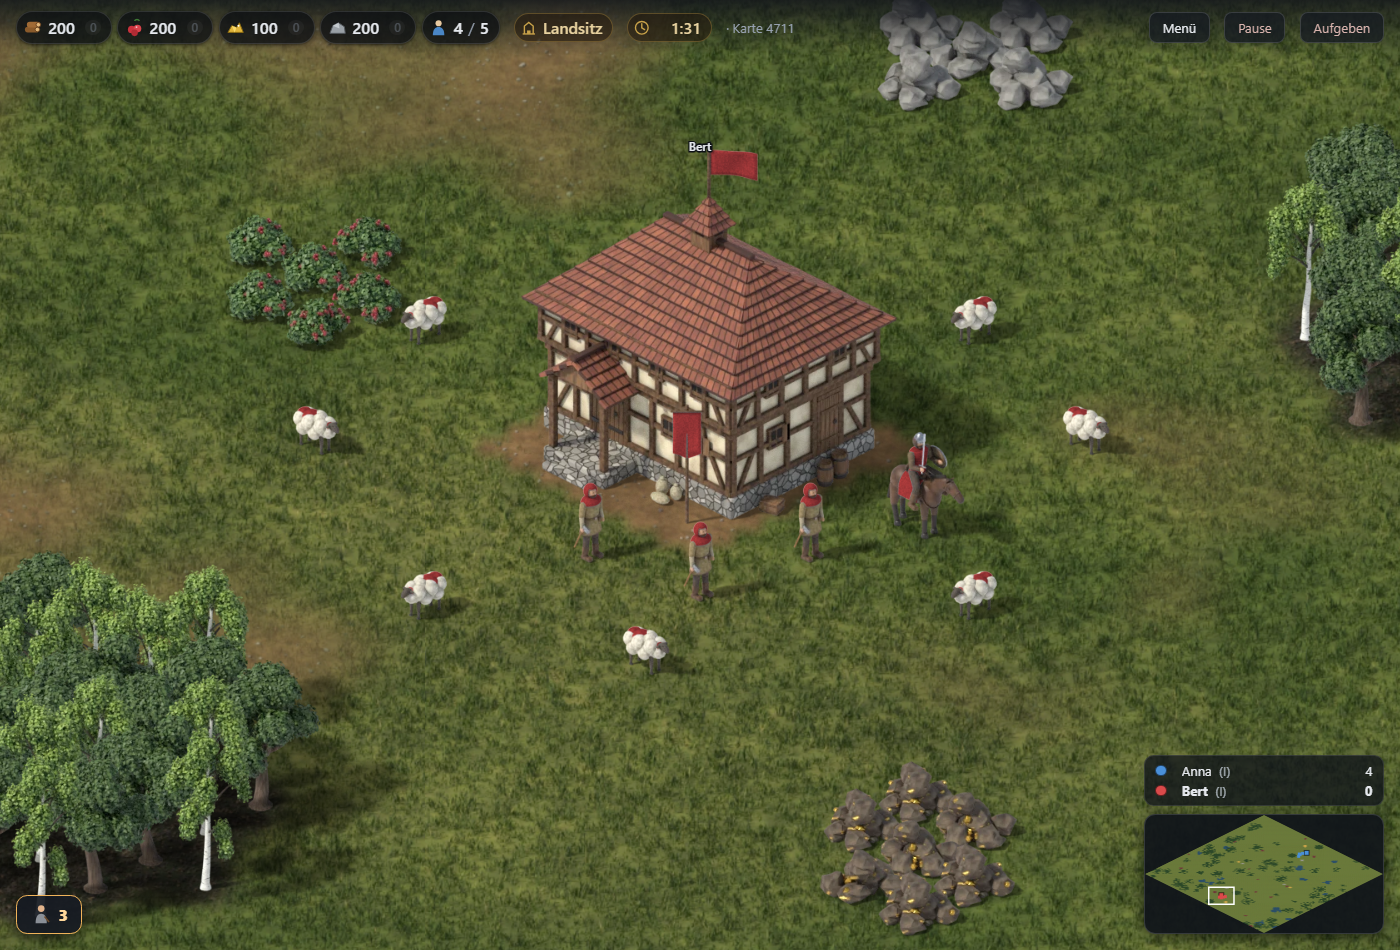 200 0 200 0 100 0 200 0 4 / 5 Landsitz 1:31 · Karte 4711 Menü Pause Aufgeben
Bert
Anna (I) 4
Bert (I) 0
3